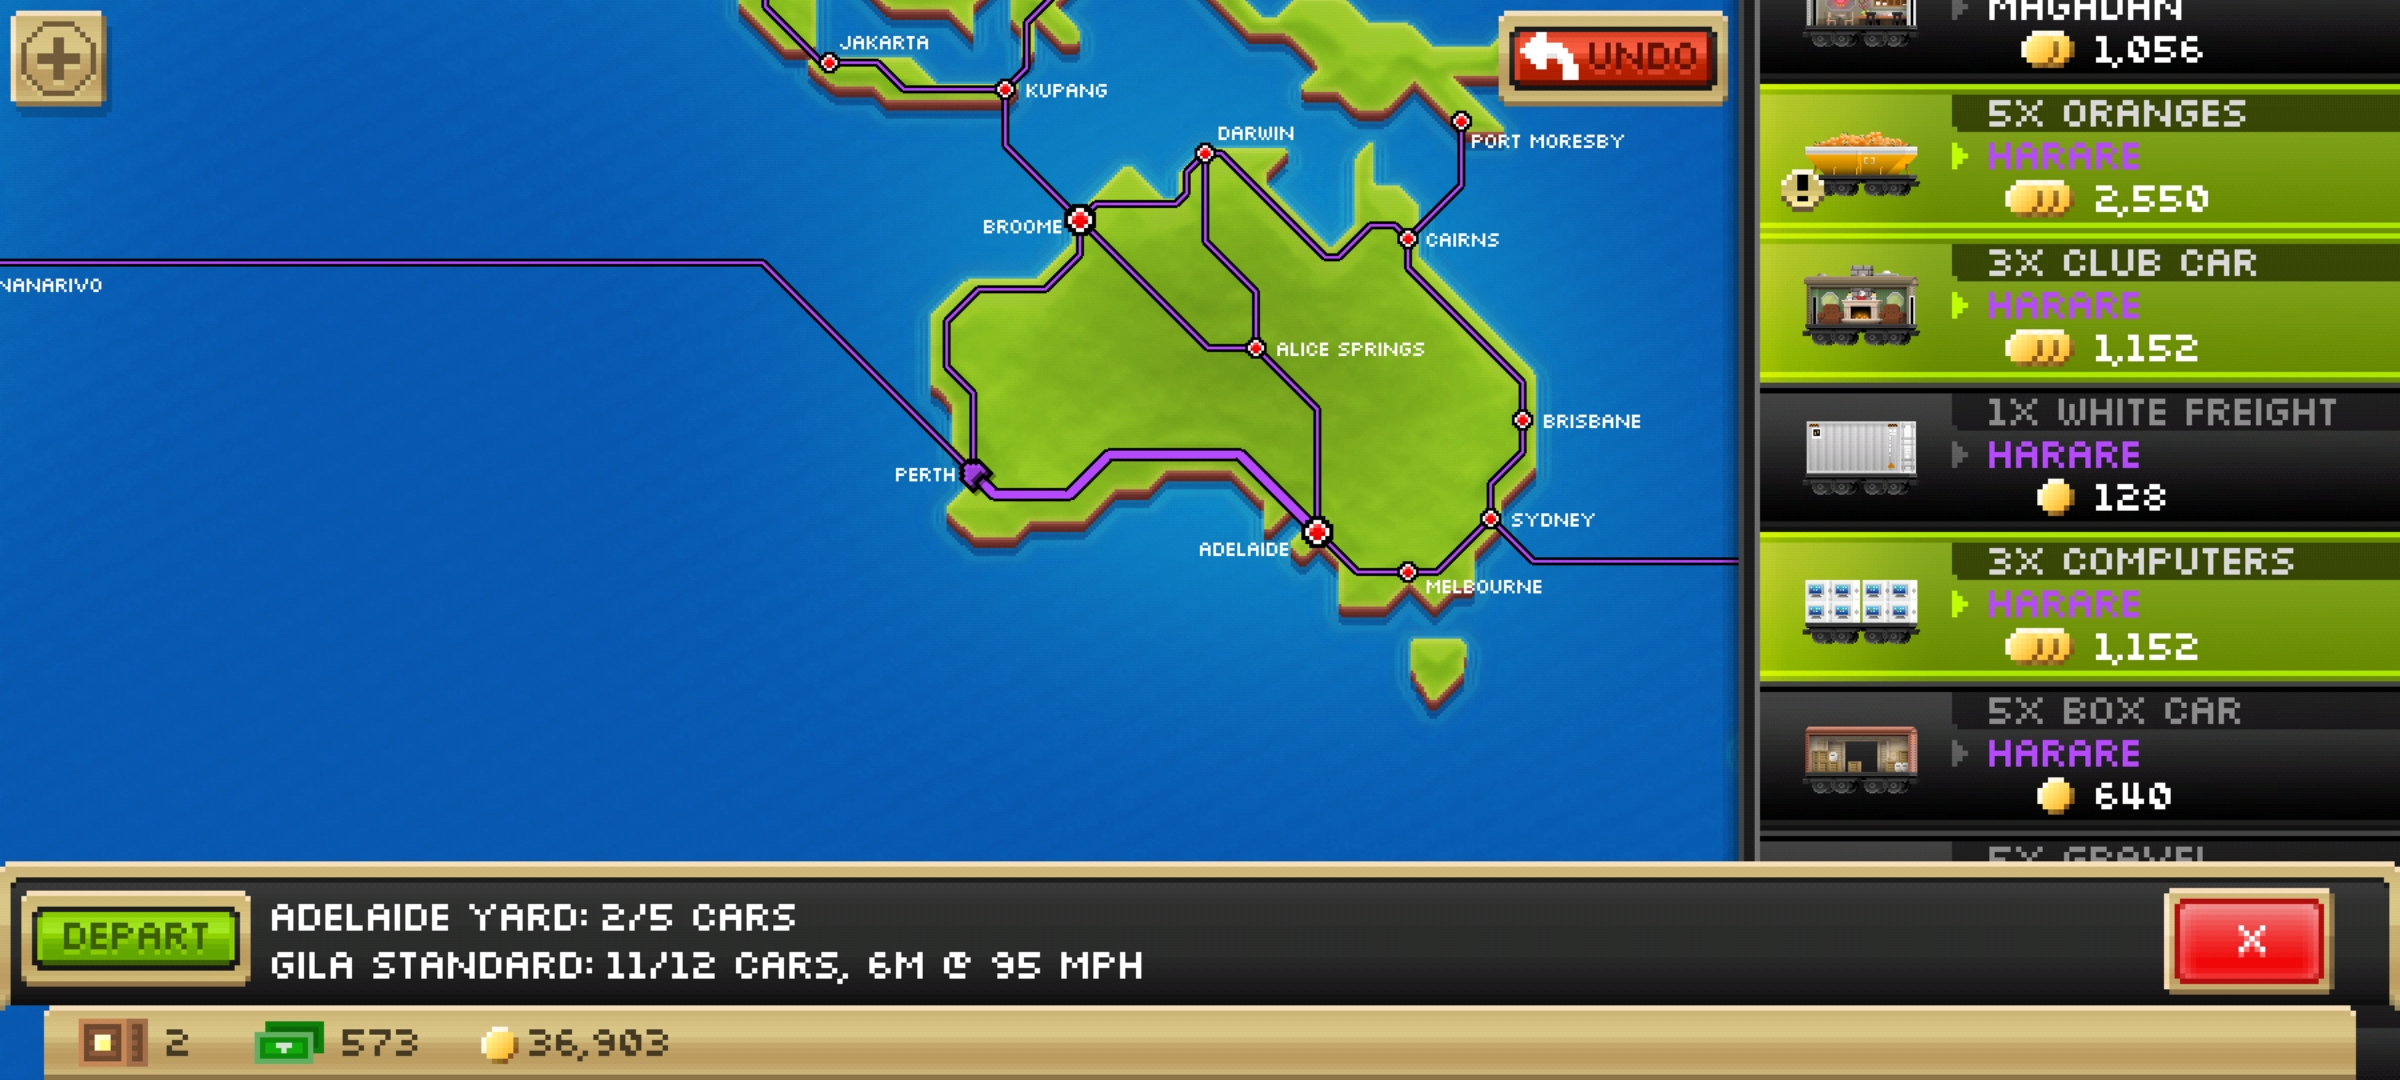 MAGADAN
1,056
JAKARTA
UNDO
KUPANG
5X ORANGES
DARWIN
PORT MORESBY
HARARE
2,550
BROOME
CAIRNS
3X CLUB CAR
NANARIVO
HARARE
1,152
ALICE SPRINGS
1X WHITE FREIGHT
BRISBANE
HARARE
PERTH
128
SYDNEY
ADELAIDE
3X COMPUTERS
MELBOURNE
HARARE
1,152
5X BOX CAR
HARARE
640
5X GRAVEL
DEPART
ADELAIDE YARD: 2/5 CARS
GILA STANDARD: 11/12 CARS, 6M @ 95 MPH
X
2
573
36,903